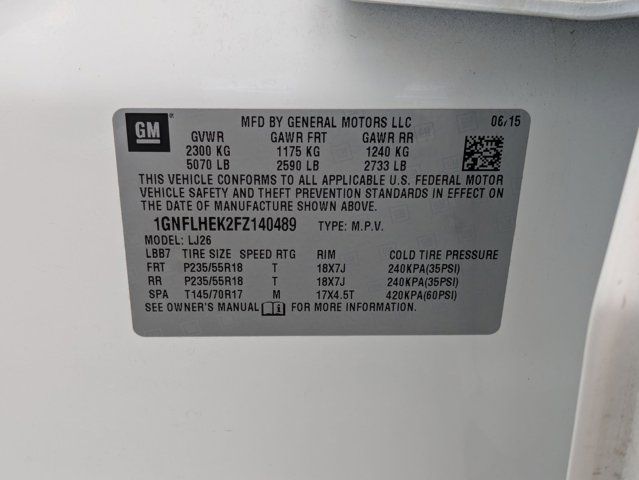 GM ®
MFD BY GENERAL MOTORS LLC 06/15
GVWR GAWR FRT GAWR RR
2300 KG 1175 KG 1240 KG
5070 LB 2590 LB 2733 LB
THIS VEHICLE CONFORMS TO ALL APPLICABLE U.S. FEDERAL MOTOR
VEHICLE SAFETY AND THEFT PREVENTION STANDARDS IN EFFECT ON
THE DATE OF MANUFACTURE SHOWN ABOVE.
1GNFLHEK2FZ140489 TYPE: M.P.V.
MODEL: LJ26
LBB7 TIRE SIZE SPEED RTG RIM COLD TIRE PRESSURE
FRT P235/55R18 T 18X7J 240KPA(35PSI)
RR P235/55R18 T 18X7J 240KPA(35PSI)
SPA T145/70R17 M 17X4.5T 420KPA(60PSI)
SEE OWNER'S MANUAL FOR MORE INFORMATION.